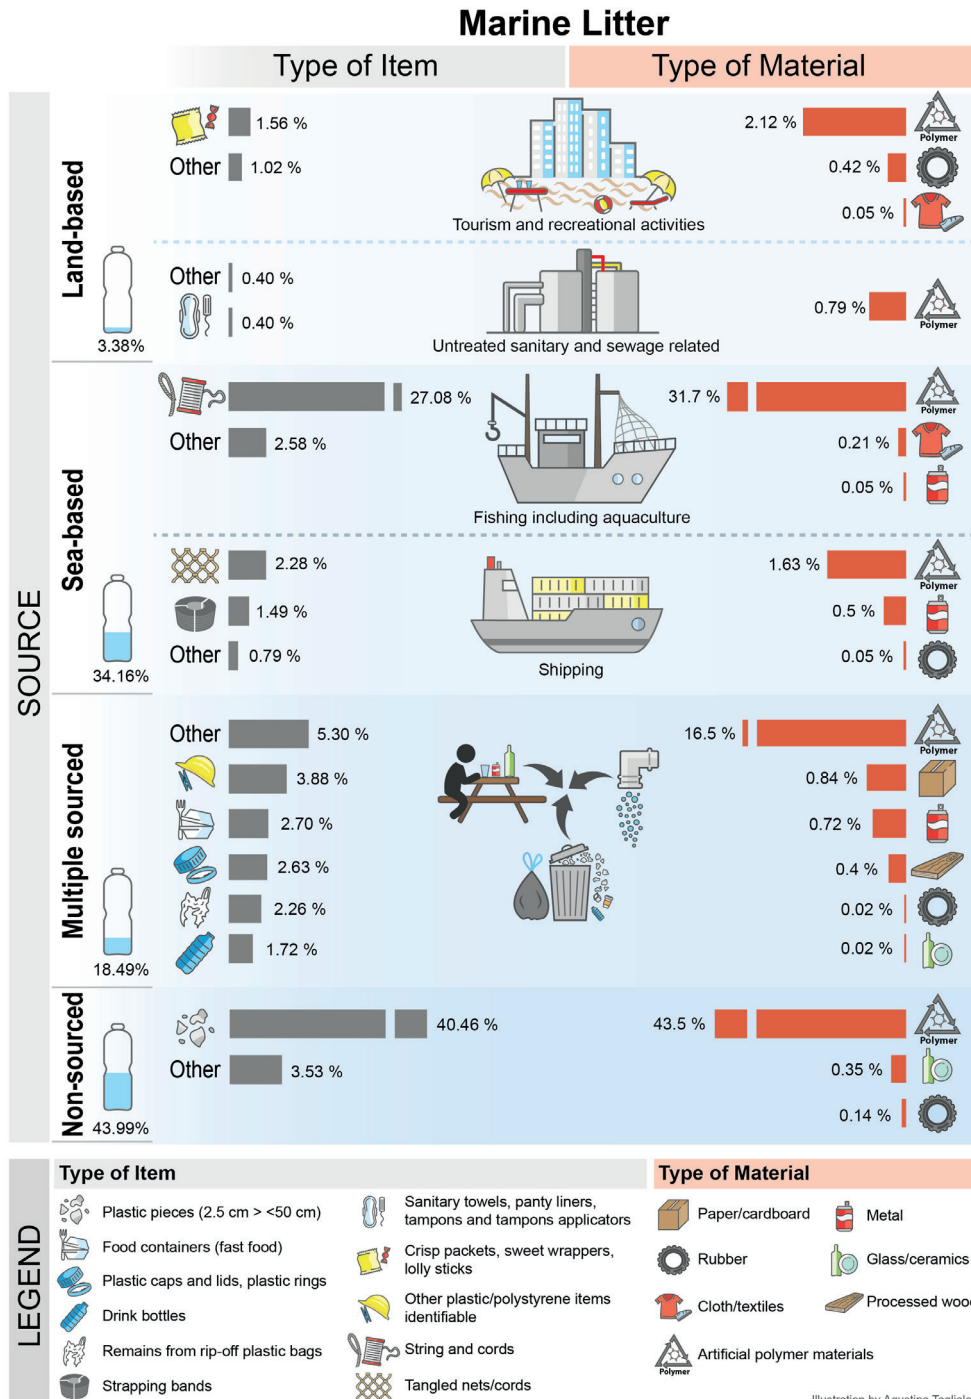 Marine Litter
Type of Item
Type of Material
SOURCE
Land-based
3.38%
1.56 %
Other
1.02 %
Tourism and recreational activities
2.12 %
Polymer
0.42 %
0.05 %
Other
0.40 %
0.40 %
Untreated sanitary and sewage related
0.79 %
Polymer
Sea-based
34.16%
27.08 %
Other
2.58 %
Fishing including aquaculture
31.7 %
Polymer
0.21 %
0.05 %
2.28 %
1.49 %
Other
0.79 %
Shipping
1.63 %
Polymer
0.5 %
0.05 %
Multiple sourced
18.49%
Other
5.30 %
3.88 %
2.70 %
2.63 %
2.26 %
1.72 %
16.5 %
Polymer
0.84 %
0.72 %
0.4 %
0.02 %
0.02 %
Non-sourced
43.99%
40.46 %
Other
3.53 %
43.5 %
Polymer
0.35 %
0.14 %
LEGEND
Type of Item
Plastic pieces (2.5 cm > <50 cm)
Food containers (fast food)
Plastic caps and lids, plastic rings
Drink bottles
Remains from rip-off plastic bags
Strapping bands
Sanitary towels, panty liners,
tampons and tampons applicators
Crisp packets, sweet wrappers,
lolly sticks
Other plastic/polystyrene items
identifiable
String and cords
Tangled nets/cords
Type of Material
Paper/cardboard
Metal
Rubber
Glass/ceramics
Cloth/textiles
Processed wood
Polymer
Artificial polymer materials
Illustration by Agustina